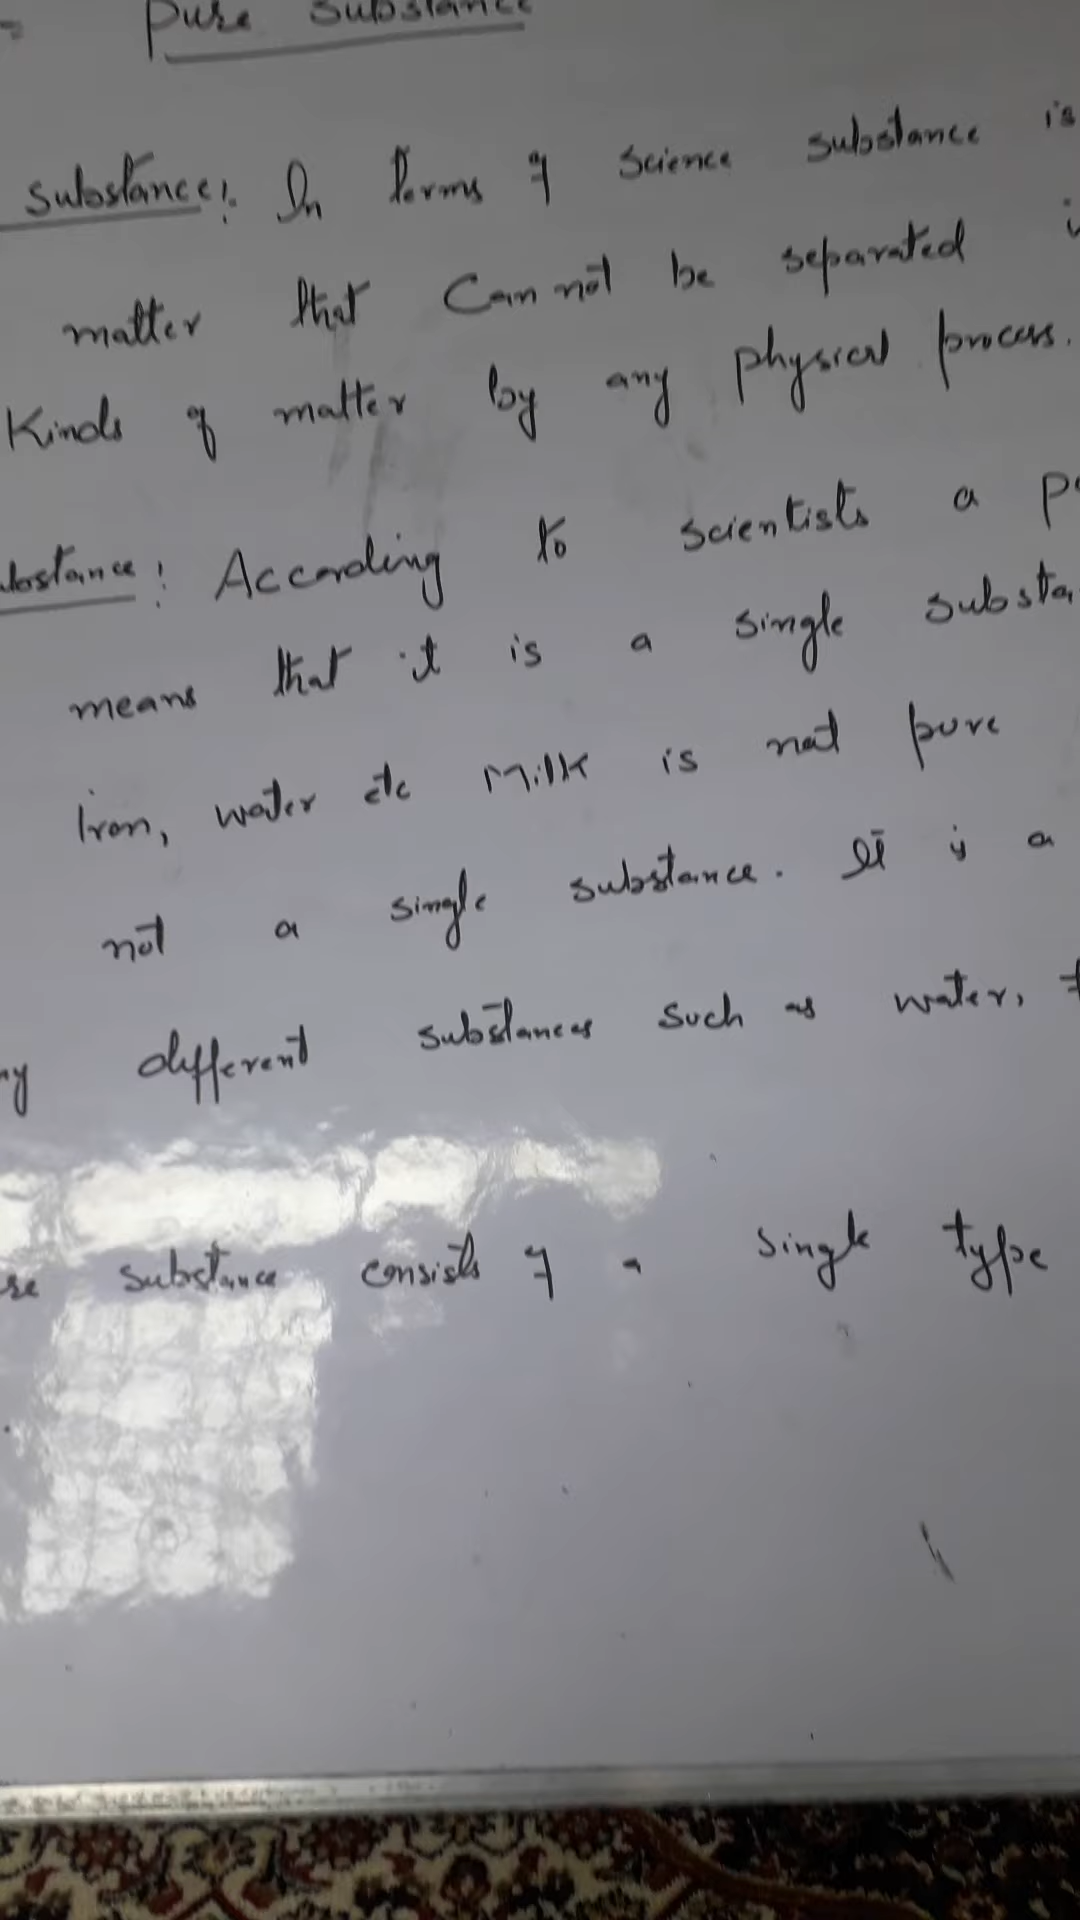 = Pure Substance
Substance:. In terms of science substance is
matter that Can not be separated
Kinds of matter by any physical process.
According to scientists a
means that it is a single
Iron, water etc Milk is not pure
not a single substance. It is a
different substances such as water,
substance consists of a single type